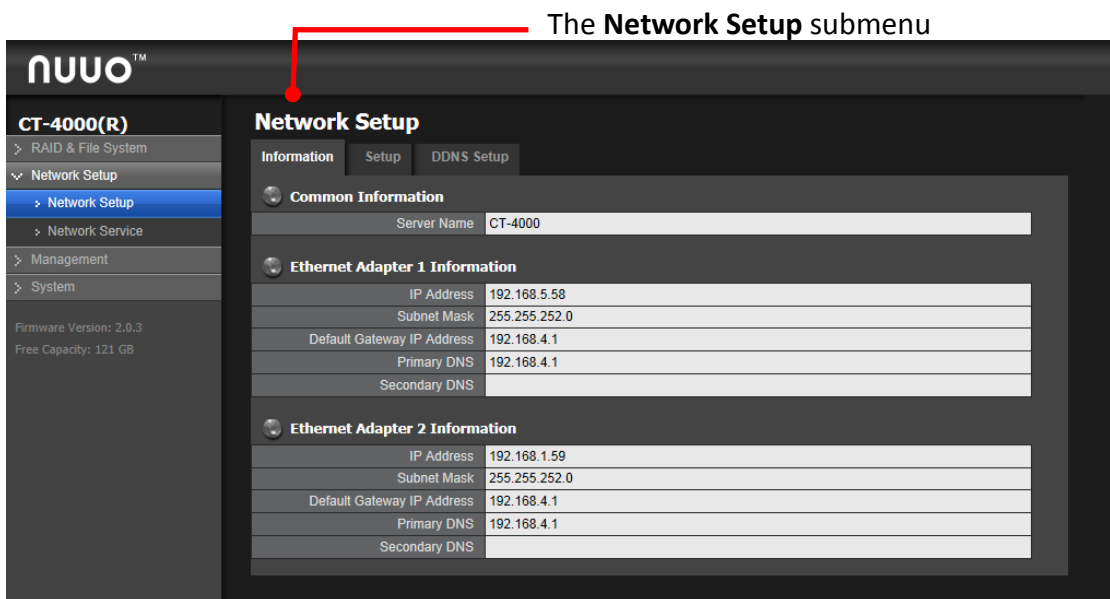 The Network Setup submenu
nuuo™
CT-4000(R)
RAID & File System
Network Setup
Network Setup
Network Service
Management
System
Firmware Version: 2.0.3
Free Capacity: 121 GB
Network Setup
Information Setup DDNS Setup
Common Information
Server Name CT-4000
Ethernet Adapter 1 Information
IP Address 192.168.5.58
Subnet Mask 255.255.252.0
Default Gateway IP Address 192.168.4.1
Primary DNS 192.168.4.1
Secondary DNS
Ethernet Adapter 2 Information
IP Address 192.168.1.59
Subnet Mask 255.255.252.0
Default Gateway IP Address 192.168.4.1
Primary DNS 192.168.4.1
Secondary DNS